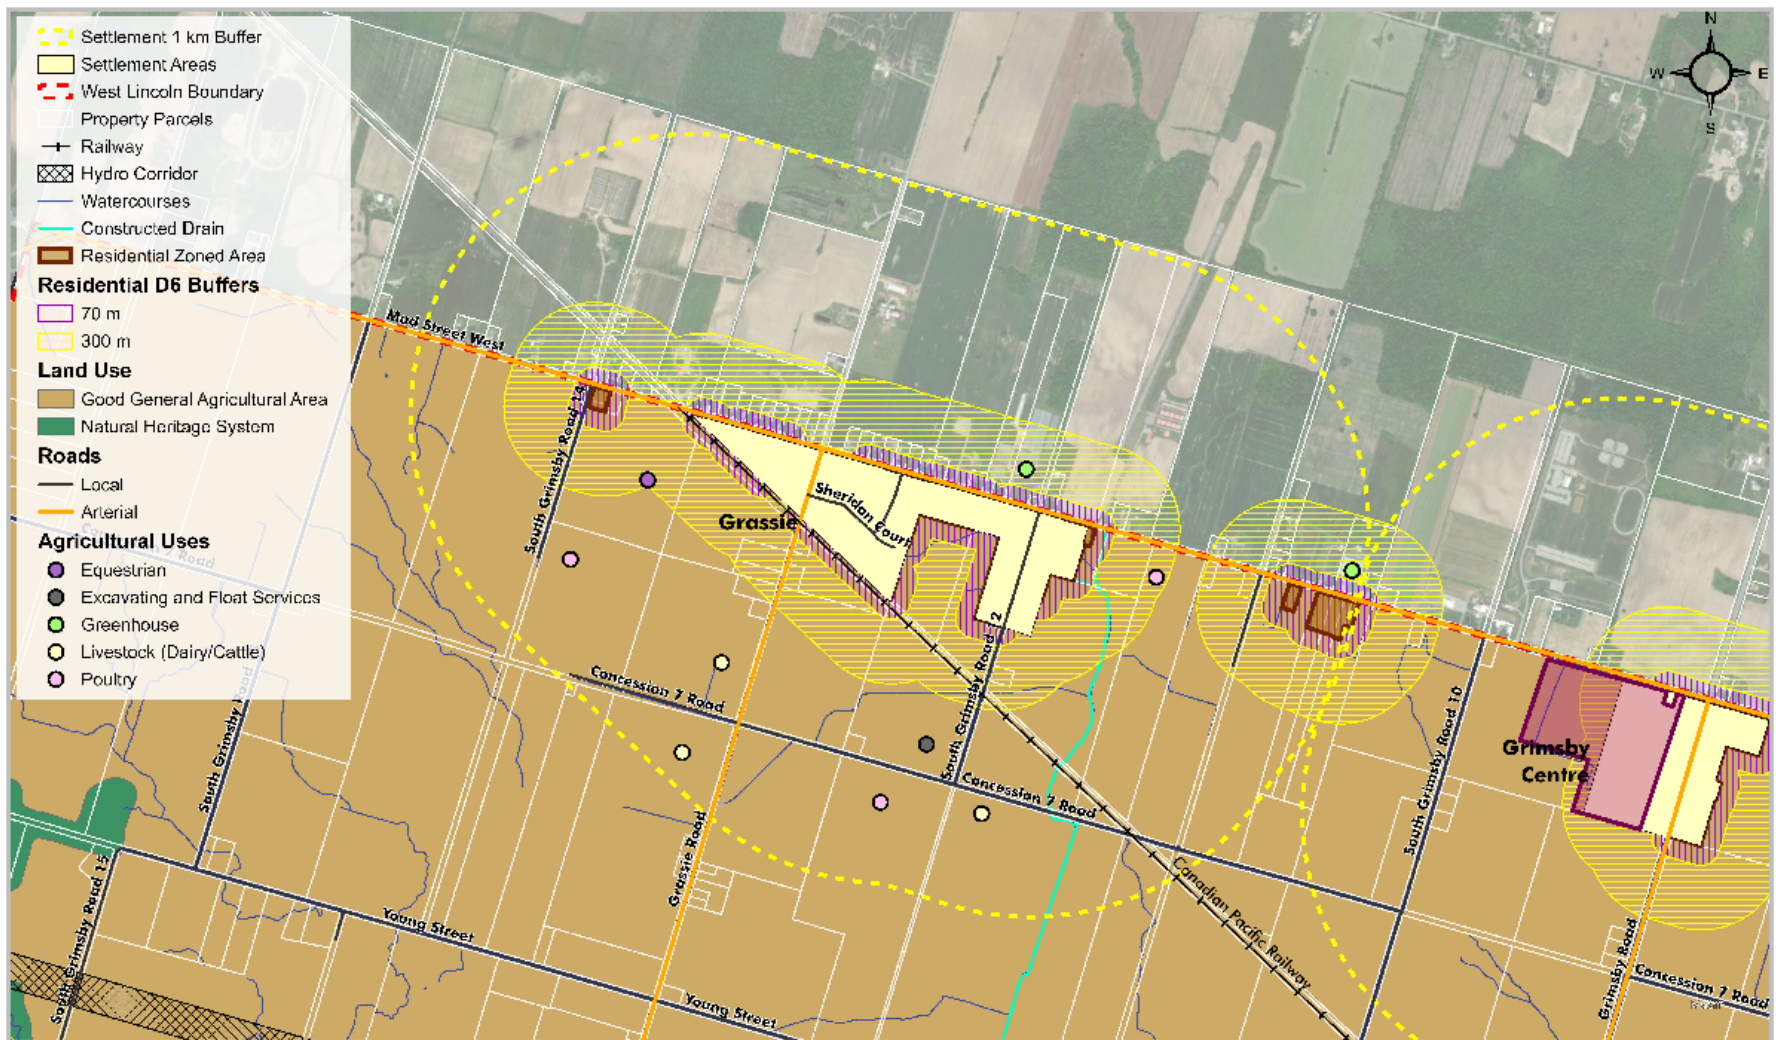 Settlement 1 km Buffer
Settlement Areas
West Lincoln Boundary
Property Parcels
Railway
Hydro Corridor
Watercourses
Constructed Drain
Residential Zoned Area
Residential D6 Buffers
70 m
300 m
Land Use
Good General Agricultural Area
Natural Heritage System
Roads
Local
Arterial
Agricultural Uses
Equestrian
Excavating and Float Services
Greenhouse
Livestock (Dairy/Cattle)
Poultry
N
W
E
S
Mud Street West
South Grimsby Road 14
Grassie
Sheridan Court
South Grimsby Road 12
Concession 7 Road
Concession 7 Road
South Grimsby Road 10
Grimsby
Centre
South Grimsby Road
Grassie Road
South Grimsby Road 15
Young Street
Young Street
Canadian Pacific Railway
Grimsby Road
Concession 7 Road